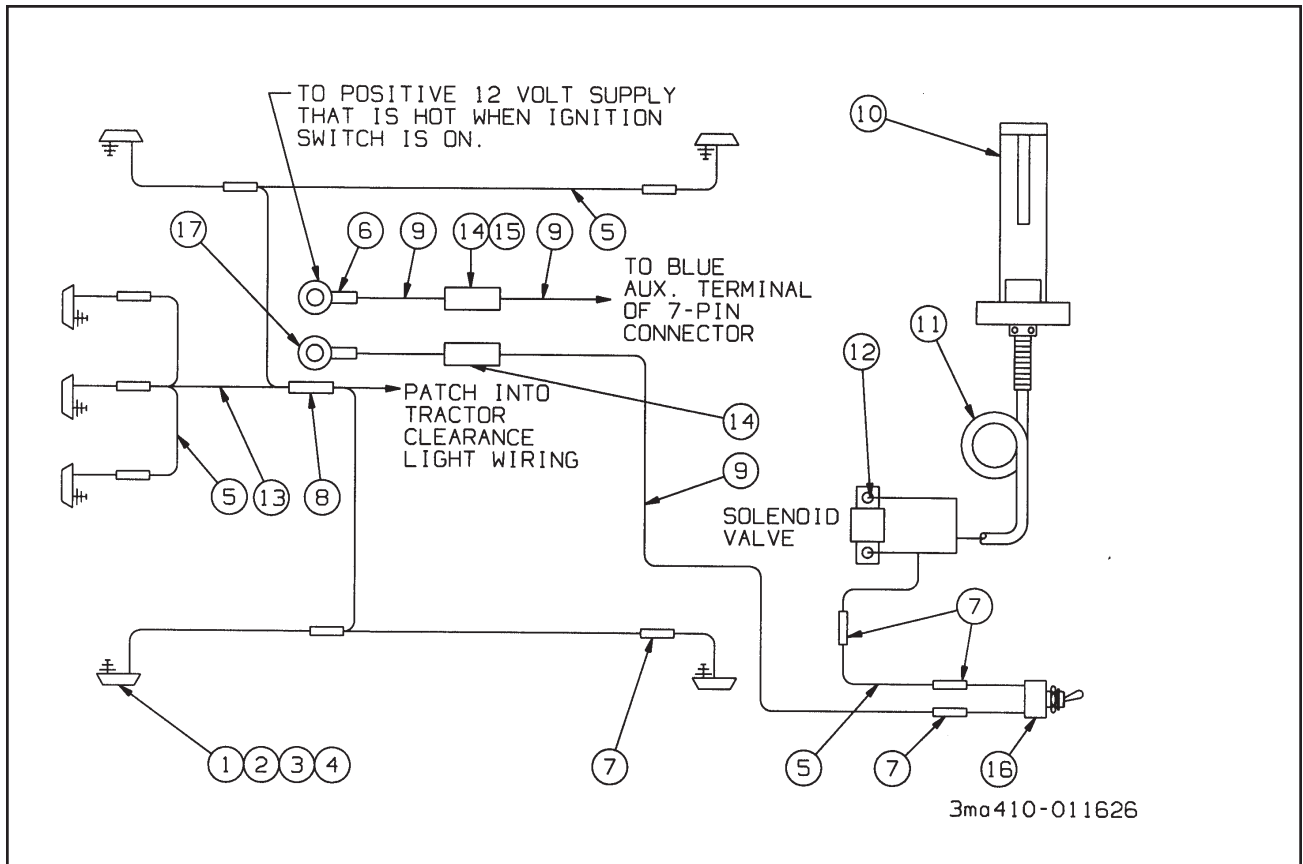 TO POSITIVE 12 VOLT SUPPLY
THAT IS HOT WHEN IGNITION
SWITCH IS ON.
10
17
6
9
14 15
9
5
TO BLUE
AUX. TERMINAL
OF 7-PIN
CONNECTOR
11
12
PATCH INTO
TRACTOR
CLEARANCE
LIGHT WIRING
14
5
13
8
9
SOLENOID
VALVE
7
1 2 3 4
7
5
7
16
3ma410-011626